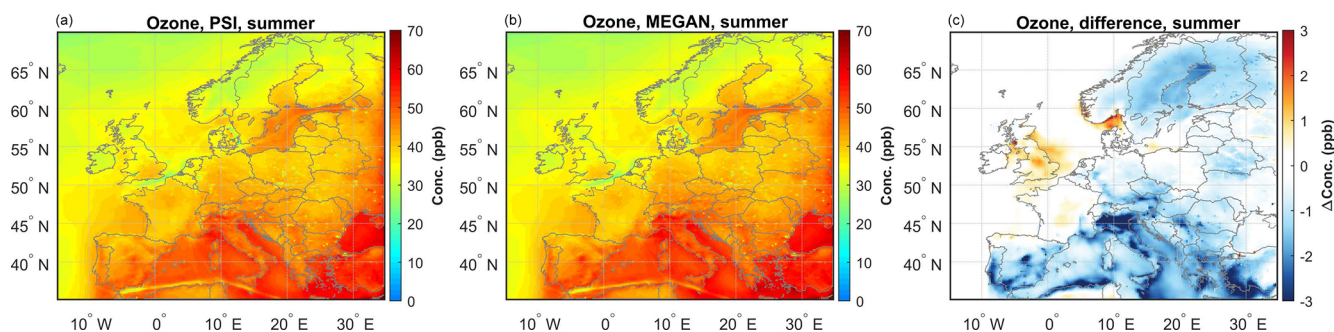 (a) Ozone, PSI, summer
65° N
60° N
55° N
50° N
45° N
40° N
10° W 0° 10° E 20° E 30° E
70
60
50
40
30
20
10
0
Conc. (ppb)
(b) Ozone, MEGAN, summer
65° N
60° N
55° N
50° N
45° N
40° N
10° W 0° 10° E 20° E 30° E
70
60
50
40
30
20
10
0
Conc. (ppb)
(c) Ozone, difference, summer
65° N
60° N
55° N
50° N
45° N
40° N
10° W 0° 10° E 20° E 30° E
3
2
1
0
-1
-2
-3
ΔConc. (ppb)